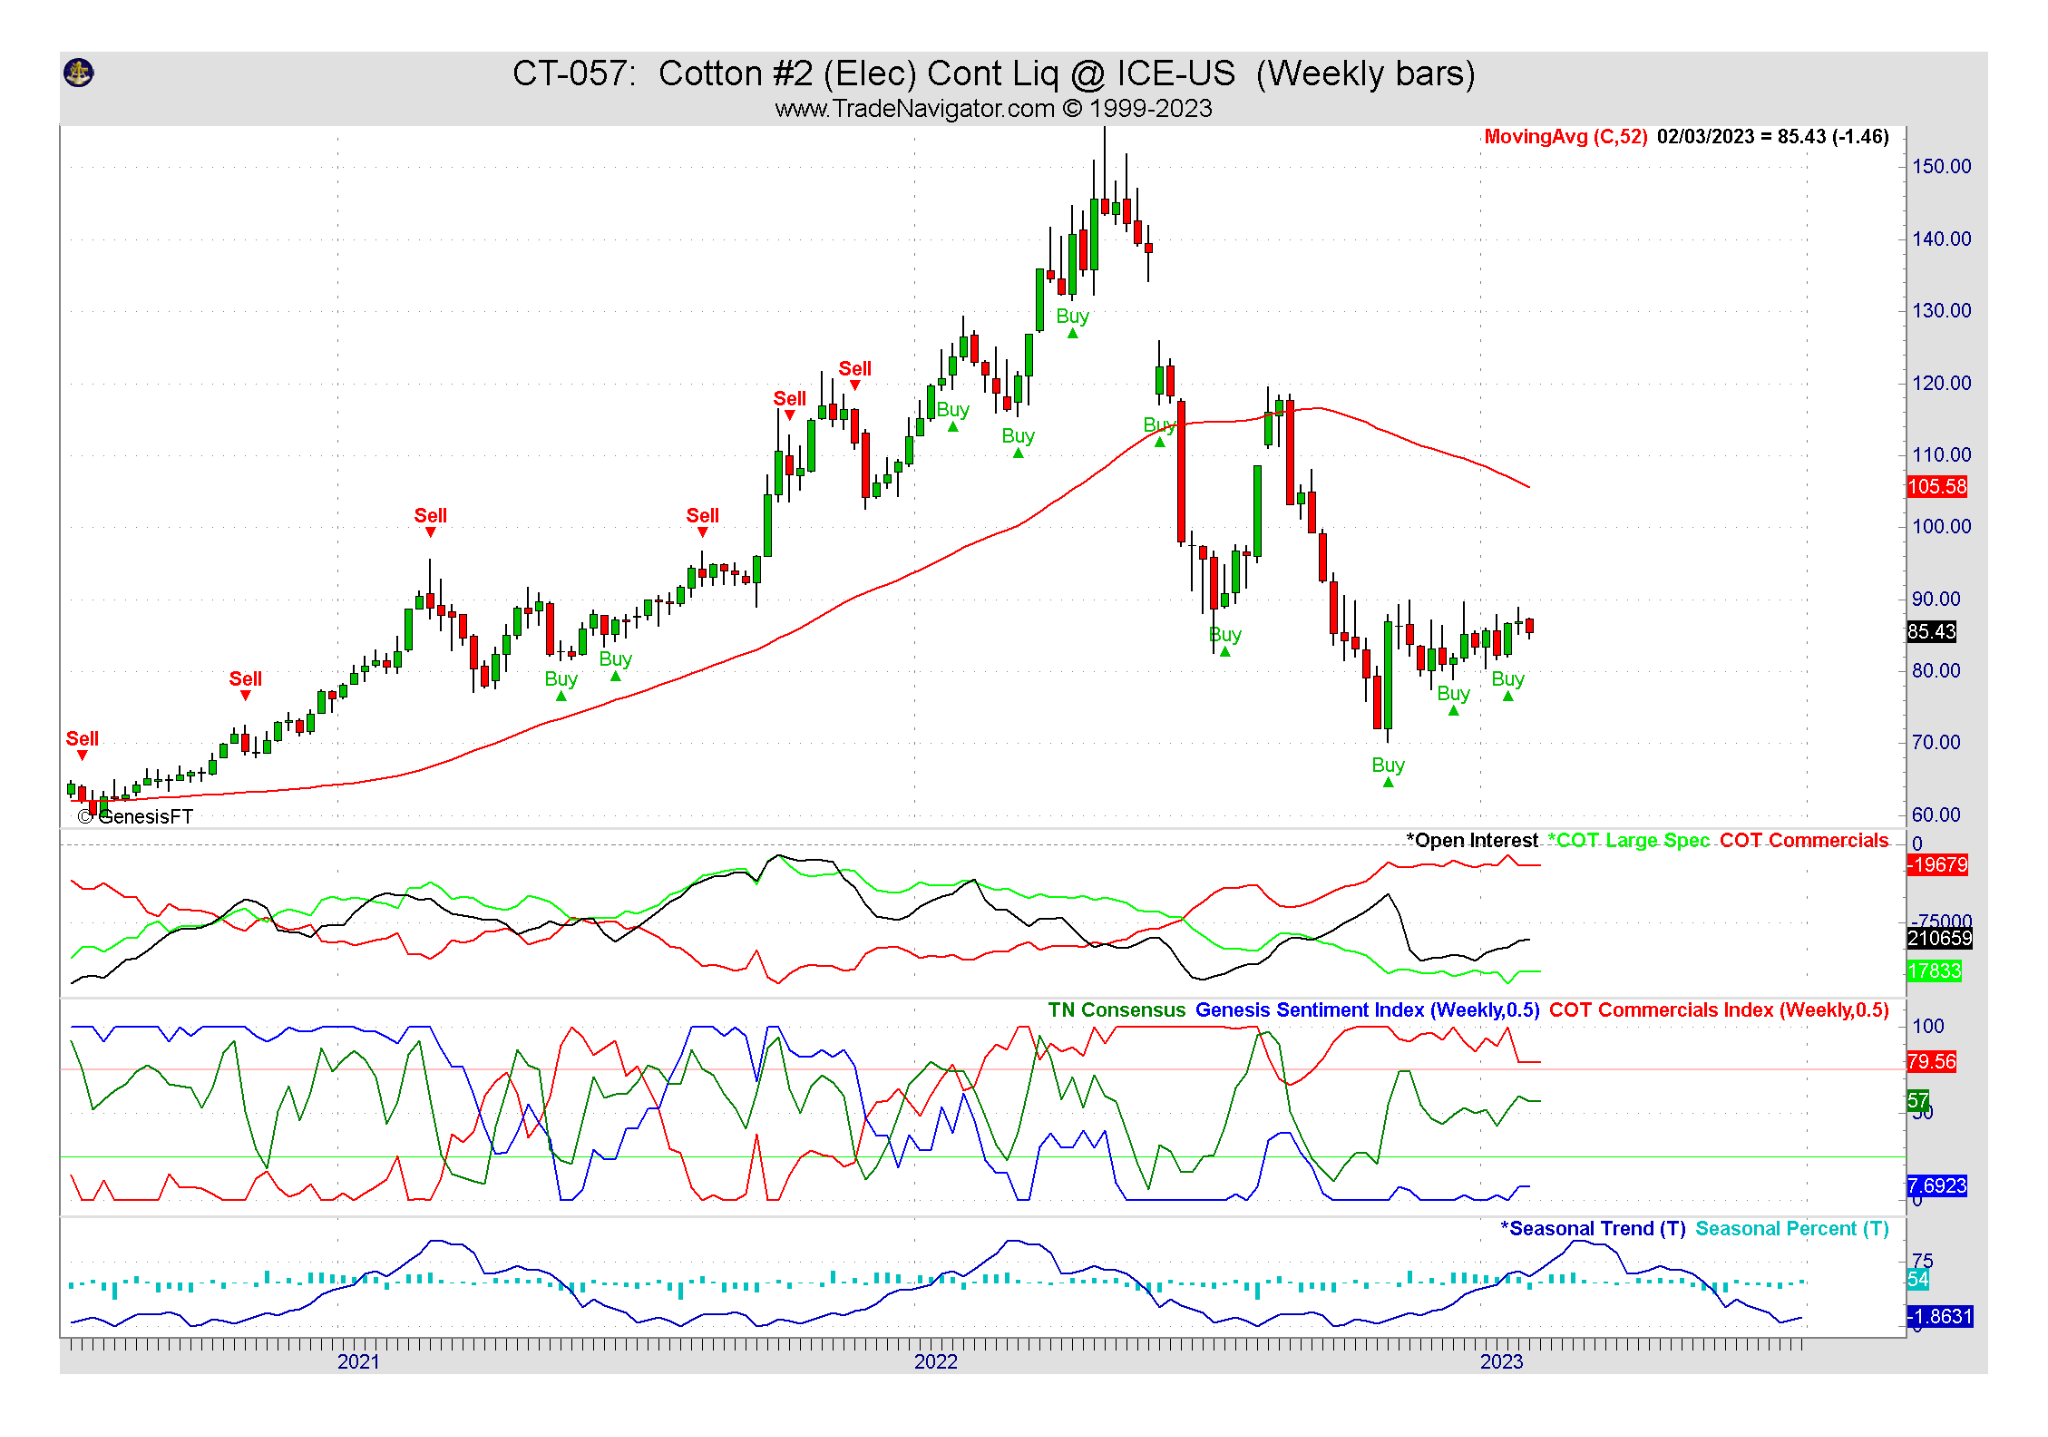 CT-057: Cotton #2 (Elec) Cont Liq @ ICE-US (Weekly bars)
www.TradeNavigator.com © 1999-2023
MovingAvg (C,52) 02/03/2023 = 85.43 (-1.46)
150.00
140.00
130.00
Buy
120.00
Sell
Sell
Buy
Buy
Buy
110.00
105.58
Sell
Sell
100.00
90.00
85.43
Buy
Buy
80.00
Sell
Buy
Buy
Buy
Sell
70.00
Buy
© GenesisFT
60.00
*Open Interest *COT Large Spec COT Commercials
0
-19679
-75000
210659
17833
TN Consensus Genesis Sentiment Index (Weekly,0.5) COT Commercials Index (Weekly,0.5)
100
79.56
57
50
7.6923
0
*Seasonal Trend (T) Seasonal Percent (T)
75
54
-1.8631
0
2021 2022 2023